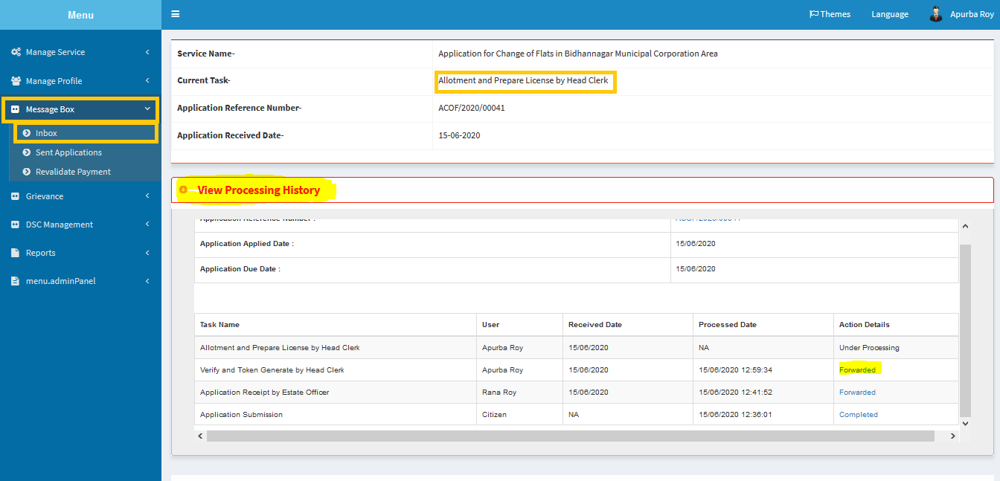 Menu
Themes Language Apurba Roy
Manage Service
Manage Profile
Message Box
Inbox
Sent Applications
Revalidate Payment
Grievance
DSC Management
Reports
menu.adminPanel
Service Name- Application for Change of Flats in Bidhannagar Municipal Corporation Area
Current Task- Allotment and Prepare License by Head Clerk
Application Reference Number- ACOF/2020/00041
Application Received Date- 15-06-2020
View Processing History
Application Reference Number : ACOF/2020/00041
Application Applied Date : 15/06/2020
Application Due Date : 15/06/2020
Task Name User Received Date Processed Date Action Details
Allotment and Prepare License by Head Clerk Apurba Roy 15/06/2020 NA Under Processing
Verify and Token Generate by Head Clerk Apurba Roy 15/06/2020 15/06/2020 12:59:34 Forwarded
Application Receipt by Estate Officer Rana Roy 15/06/2020 15/06/2020 12:41:52 Forwarded
Application Submission Citizen NA 15/06/2020 12:36:01 Completed